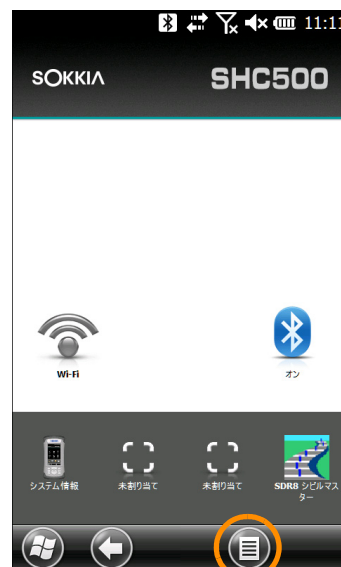 11:11
SOKKIA
SHC500
Wi-Fi
オン
システム情報
未割り当て
未割り当て
SDR8 シビルマス
ター